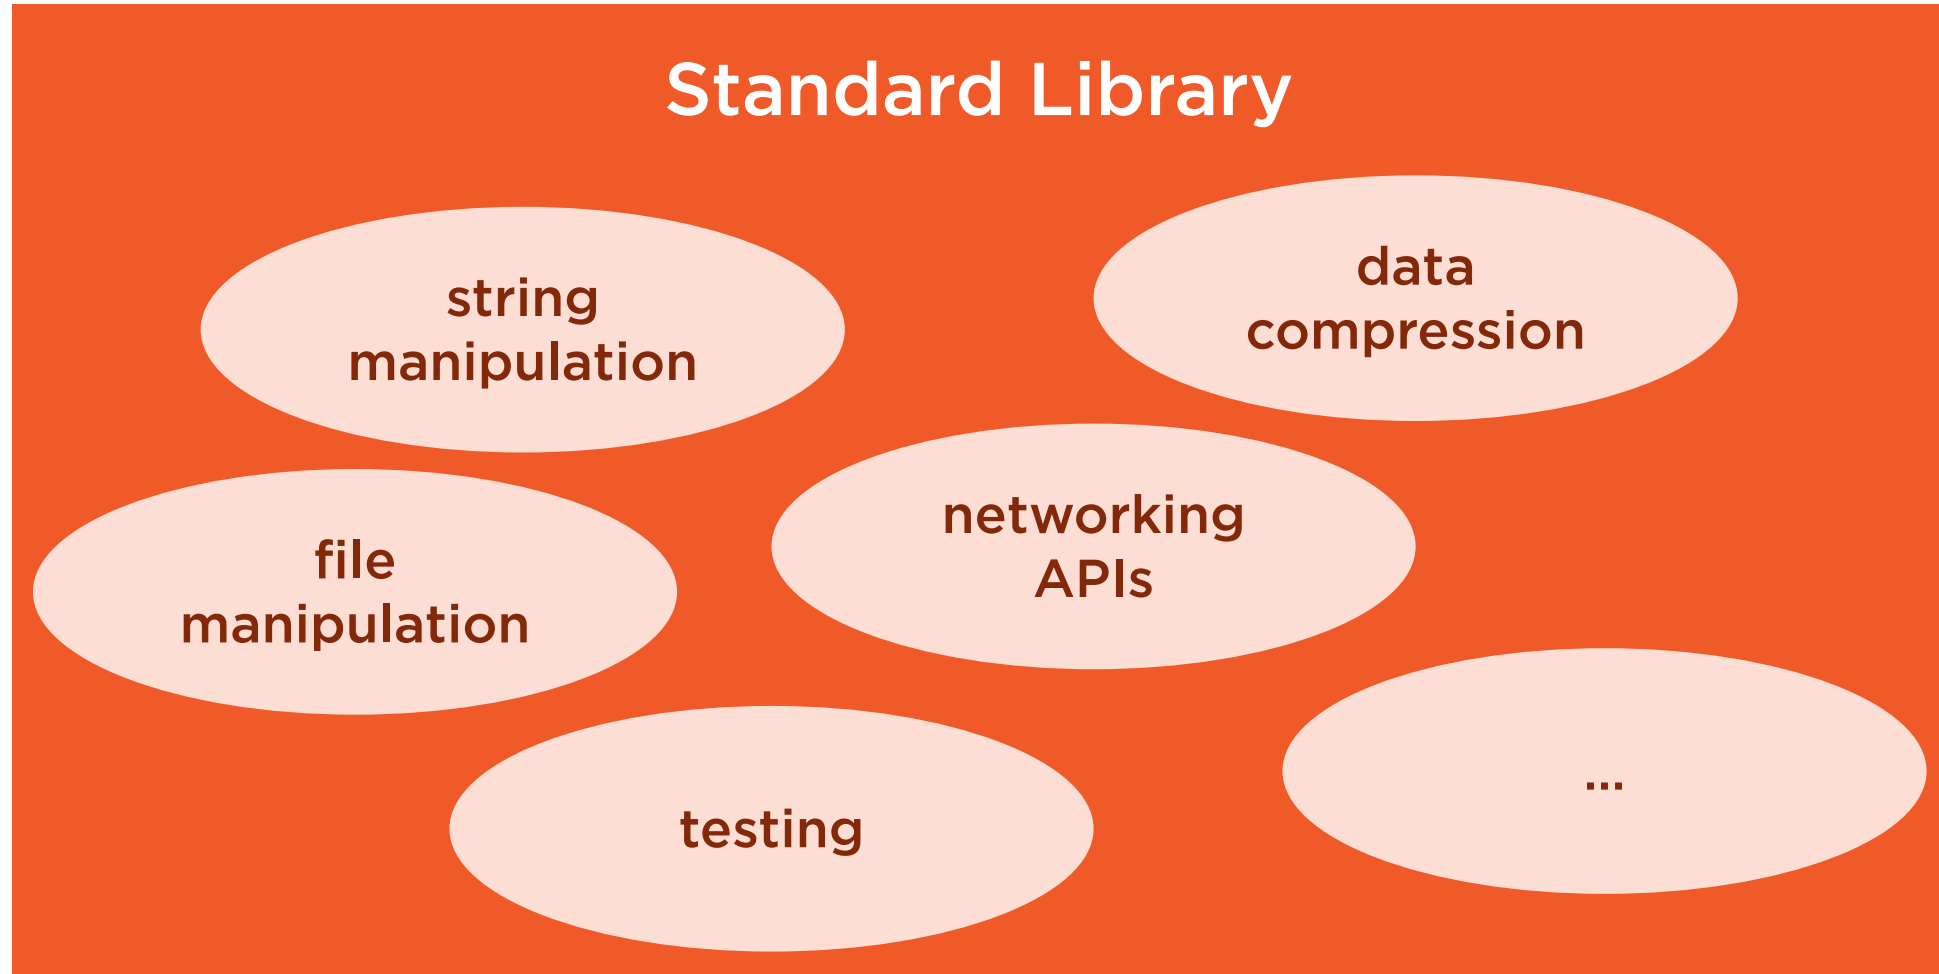 Standard Library
string
manipulation
data
compression
file
manipulation
networking
APIs
testing
...